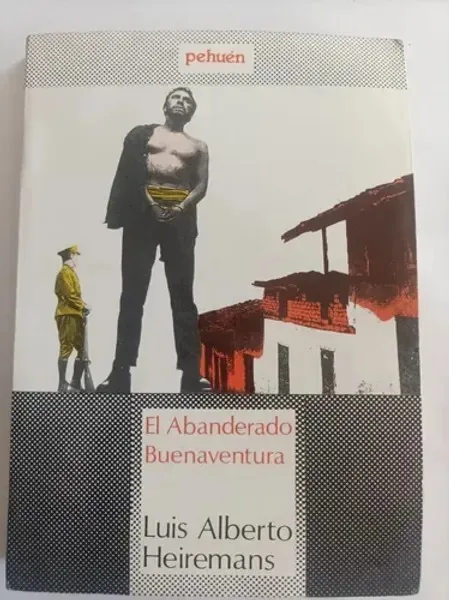 pehuén
El Abanderado
Buenaventura
Luis Alberto
Heiremans